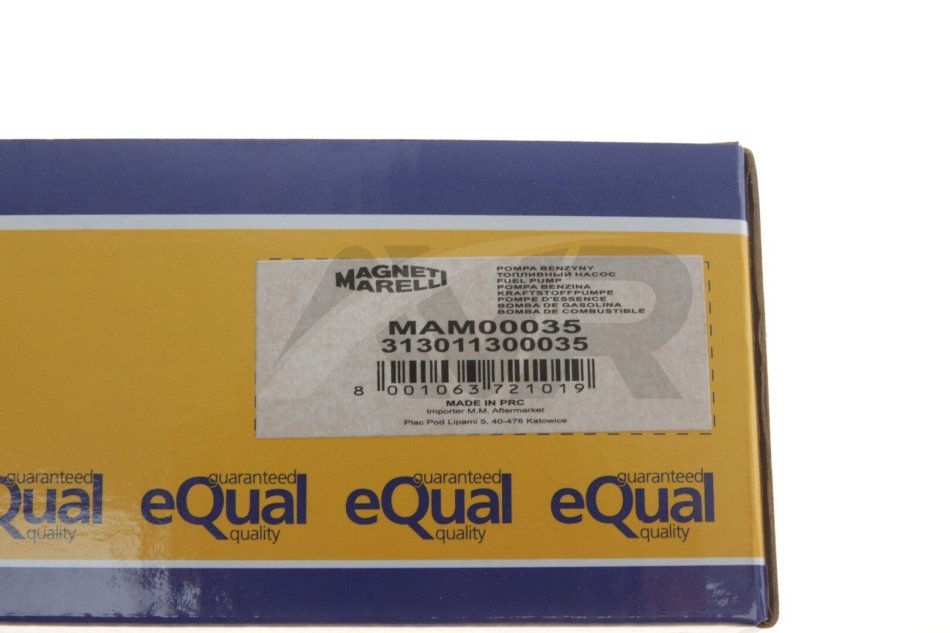 MAGNETI
MARELLI
POMPA BENZYNY
ТОПЛИВНЫЙ НАСОС
FUEL PUMP
POMPA BENZINA
KRAFTSTOFFPUMPE
POMPE D'ESSENCE
BOMBA DE GASOLINA
BOMBA DE COMBUSTIBLE
MAM00035
313011300035
8 001063 721019
MADE IN PRC
Importer M.M. Aftermarket
Plac Pod Lipami 5, 40-476 Katowice
guaranteed guaranteed guaranteed guaranteed
eQual eQual eQual eQual
quality quality quality quality